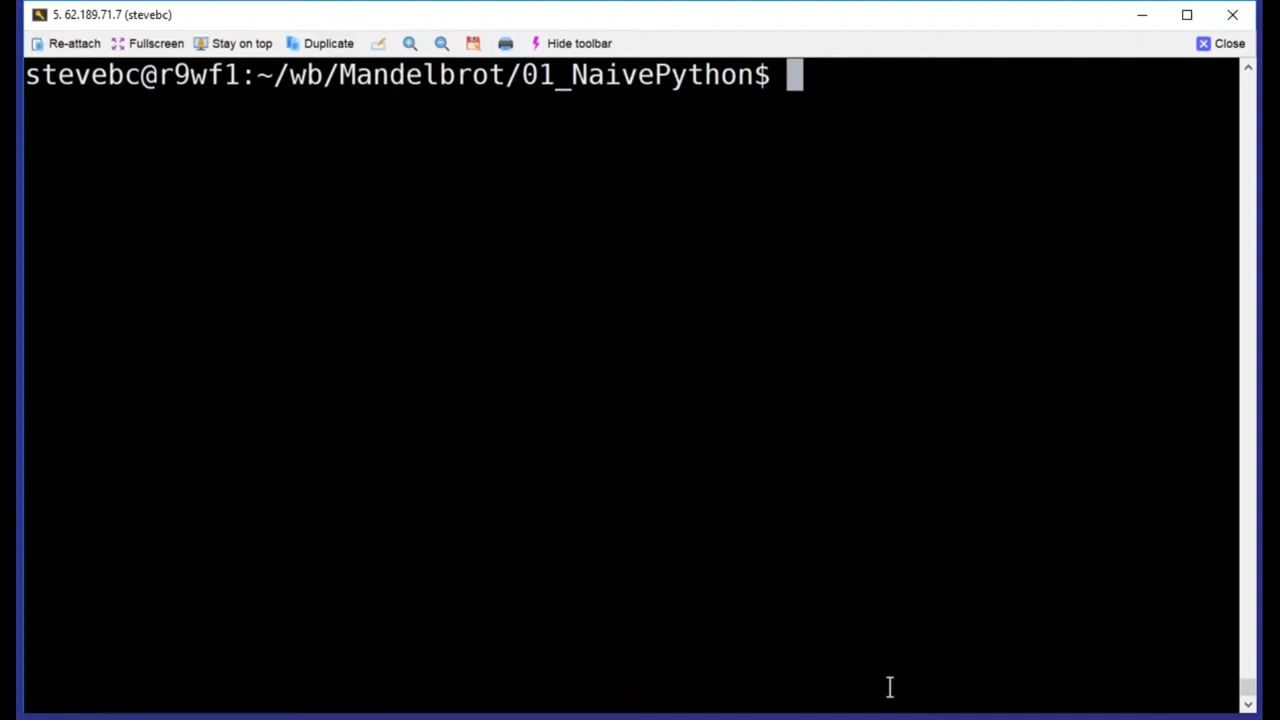 5. 62.189.71.7 (stevebc)
Re-attach Fullscreen Stay on top Duplicate Hide toolbar Close
stevebc@r9wf1:~/wb/Mandelbrot/01_NaivePython$